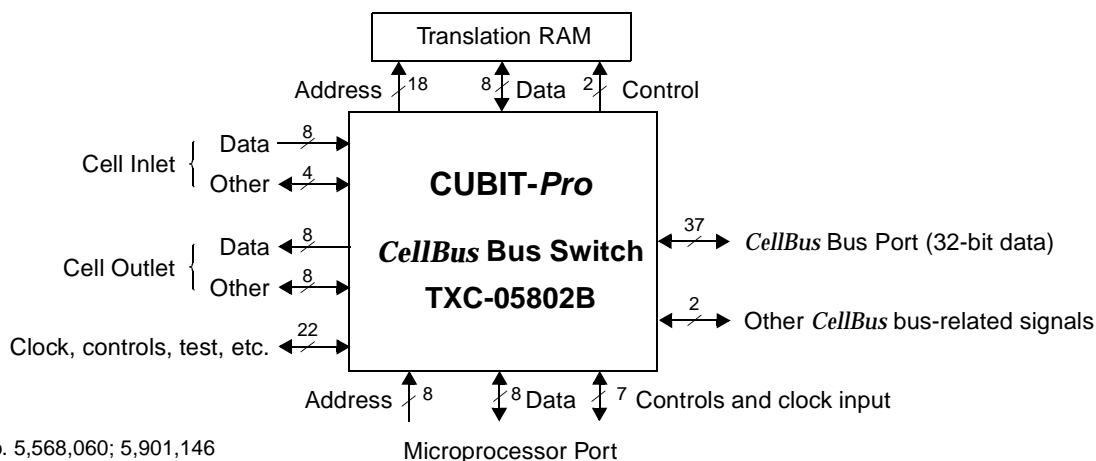 Translation RAM
Address 18 8 Data 2 Control
Cell Inlet Data 8
Other 4
Cell Outlet Data 8
Other 8
Clock, controls, test, etc. 22
CUBIT-Pro
CellBus Bus Switch
TXC-05802B
37 CellBus Bus Port (32-bit data)
2 Other CellBus bus-related signals
Address 8 8 Data 7 Controls and clock input
Microprocessor Port
. 5,568,060; 5,901,146